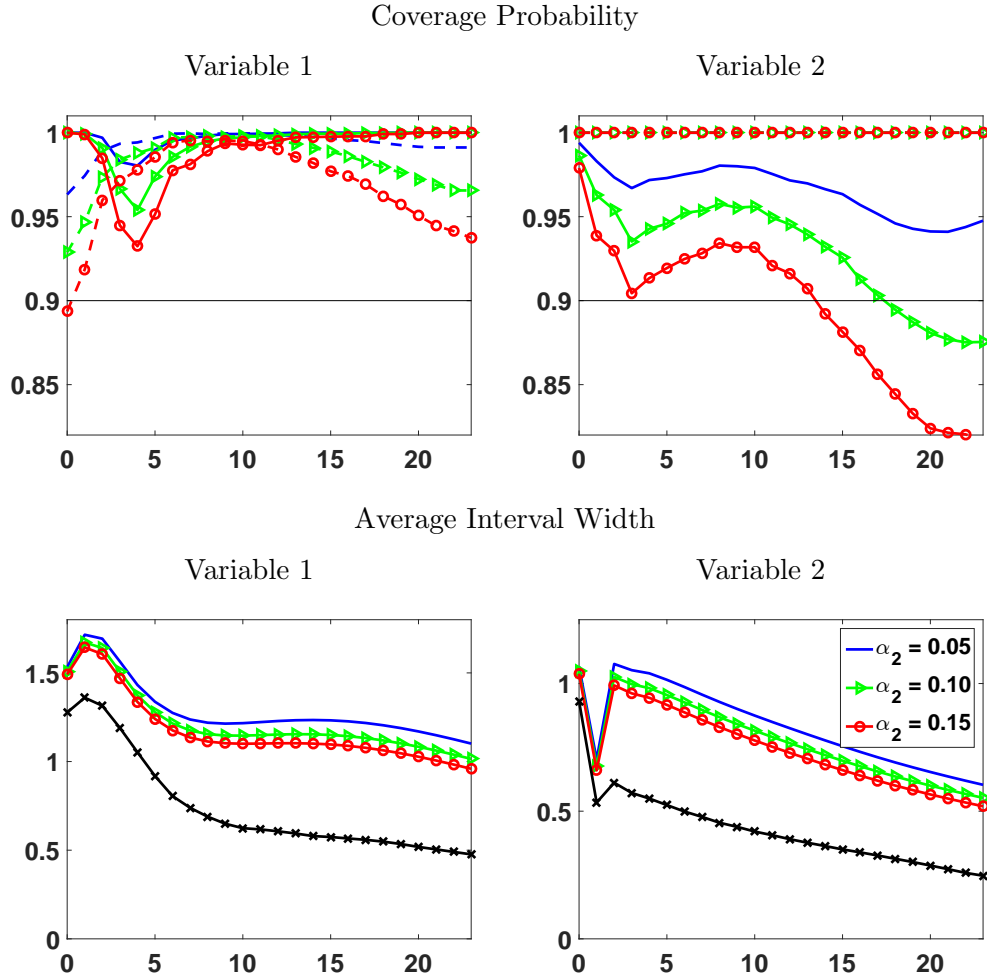 Coverage Probability
Variable 1
Variable 2
1
0.95
0.9
0.85
0 5 10 15 20
1
0.95
0.9
0.85
0 5 10 15 20
Average Interval Width
Variable 1
Variable 2
1.5
1
0.5
0
0 5 10 15 20
1
0.5
0
0 5 10 15 20
α2 = 0.05
α2 = 0.10
α2 = 0.15